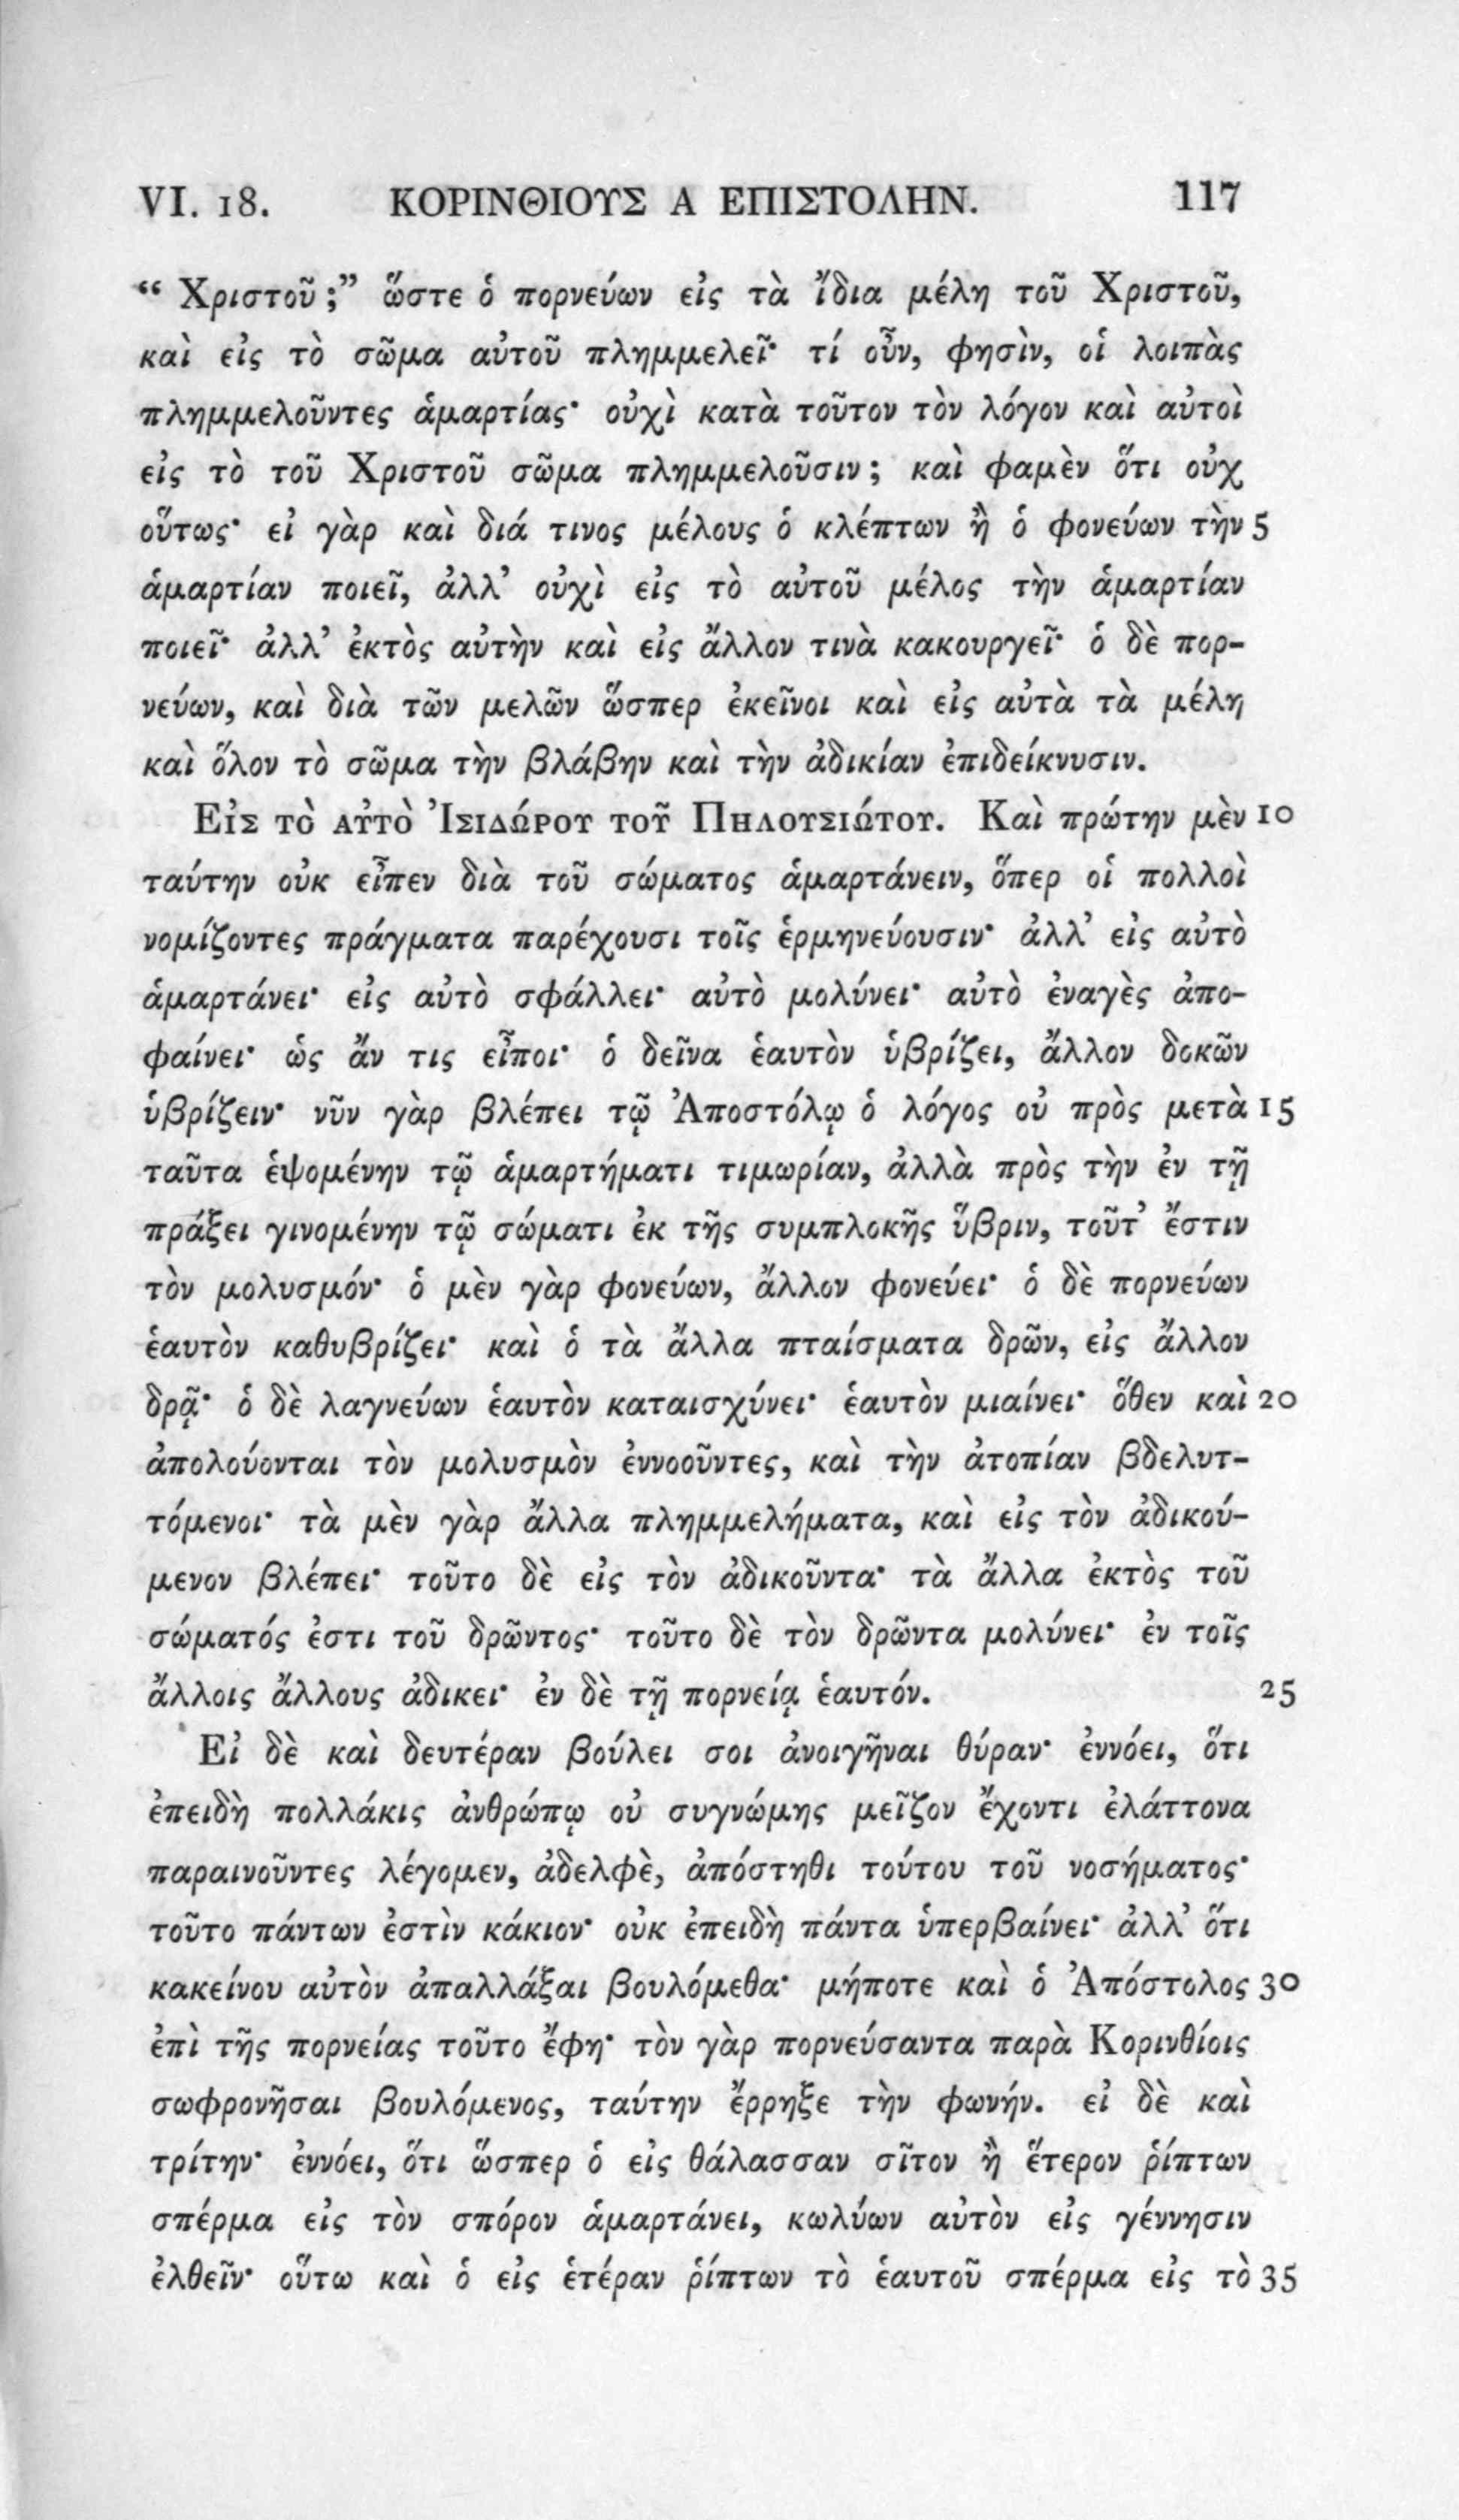 VI. 18. ΚΟΡΙΝΘΙΟΥΣ Α ΕΠΙΣΤΟΛΗΝ. 117
“ Χριστοῦ ;” ὥστε ὁ πορνεύων εἰς τὰ ἴδια μέλη τοῦ Χριστοῦ,
καὶ εἰς τὸ σῶμα αὐτοῦ πλημμελεῖ· τί οὖν, φησὶν, οἱ λοιπὰς
πλημμελοῦντες ἁμαρτίας· οὐχὶ κατὰ τοῦτον τὸν λόγον καὶ αὐτοὶ
εἰς τὸ τοῦ Χριστοῦ σῶμα πλημμελοῦσιν ; καὶ φαμὲν ὅτι οὐχ
οὕτως· εἰ γὰρ καὶ διά τινος μέλους ὁ κλέπτων ἢ ὁ φονεύων τὴν 5
ἁμαρτίαν ποιεῖ, ἀλλ’ οὐχὶ εἰς τὸ αὐτοῦ μέλος τὴν ἁμαρτίαν
ποιεῖ· ἀλλ’ ἐκτὸς αὐτὴν καὶ εἰς ἄλλον τινὰ κακουργεῖ· ὁ δὲ πορ-
νεύων, καὶ διὰ τῶν μελῶν ὥσπερ ἐκεῖνοι καὶ εἰς αὐτὰ τὰ μέλη
καὶ ὅλον τὸ σῶμα τὴν βλάβην καὶ τὴν ἀδικίαν ἐπιδείκνυσιν.
Εἰς τὸ αὐτὸ Ἰσιδώρου τοῦ Πηλουσιώτου. Καὶ πρώτην μὲν 10
ταύτην οὐκ εἶπεν διὰ τοῦ σώματος ἁμαρτάνειν, ὅπερ οἱ πολλοὶ
νομίζοντες πράγματα παρέχουσι τοῖς ἑρμηνεύουσιν· ἀλλ’ εἰς αὐτὸ
ἁμαρτάνει· εἰς αὐτὸ σφάλλει· αὐτὸ μολύνει· αὐτὸ ἐναγὲς ἀπο-
φαίνει· ὡς ἄν τις εἶποι· ὁ δεῖνα ἑαυτὸν ὑβρίζει, ἄλλον δοκῶν
ὑβρίζειν· νῦν γὰρ βλέπει τῷ Ἀποστόλῳ ὁ λόγος οὐ πρὸς μετὰ 15
ταῦτα ἑψομένην τῷ ἁμαρτήματι τιμωρίαν, ἀλλὰ πρὸς τὴν ἐν τῇ
πράξει γινομένην τῷ σώματι ἐκ τῆς συμπλοκῆς ὕβριν, τοῦτ’ ἔστιν
τὸν μολυσμόν· ὁ μὲν γὰρ φονεύων, ἄλλον φονεύει· ὁ δὲ πορνεύων
ἑαυτὸν καθυβρίζει· καὶ ὁ τὰ ἄλλα πταίσματα δρῶν, εἰς ἄλλον
δρᾷ· ὁ δὲ λαγνεύων ἑαυτὸν καταισχύνει· ἑαυτὸν μιαίνει· ὅθεν καὶ 20
ἀπολούονται τὸν μολυσμὸν ἐννοοῦντες, καὶ τὴν ἀτοπίαν βδελυτ-
τόμενοι· τὰ μὲν γὰρ ἄλλα πλημμελήματα, καὶ εἰς τὸν ἀδικού-
μενον βλέπει· τοῦτο δὲ εἰς τὸν ἀδικοῦντα· τὰ ἄλλα ἐκτὸς τοῦ
σώματός ἐστι τοῦ δρῶντος· τοῦτο δὲ τὸν δρῶντα μολύνει· ἐν τοῖς
ἄλλοις ἄλλους ἀδικει· ἐν δὲ τῇ πορνείᾳ ἑαυτόν. 25
Εἰ δὲ καὶ δευτέραν βούλει σοι ἀνοιγῆναι θύραν· ἐννόει, ὅτι
ἐπειδὴ πολλάκις ἀνθρώπῳ οὐ συγνώμης μεῖζον ἔχοντι ἐλάττονα
παραινοῦντες λέγομεν, ἀδελφὲ, ἀπόστηθι τούτου τοῦ νοσήματος·
τοῦτο πάντων ἐστὶν κάκιον· οὐκ ἐπειδὴ πάντα ὑπερβαίνει· ἀλλ’ ὅτι
κακείνου αὐτὸν ἀπαλλάξαι βουλόμεθα· μήποτε καὶ ὁ Ἀπόστολος 30
ἐπὶ τῆς πορνείας τοῦτο ἔφη· τὸν γὰρ πορνεύσαντα παρὰ Κορινθίοις
σωφρονῆσαι βουλόμενος, ταύτην ἔρρηξε τὴν φωνήν. εἰ δὲ καὶ
τρίτην· ἐννόει, ὅτι ὥσπερ ὁ εἰς θάλασσαν σῖτον ἢ ἕτερον ῥίπτων
σπέρμα εἰς τὸν σπόρον ἁμαρτάνει, κωλύων αὐτὸν εἰς γέννησιν
ἐλθεῖν· οὕτω καὶ ὁ εἰς ἑτέραν ῥίπτων τὸ ἑαυτοῦ σπέρμα εἰς τὸ 35